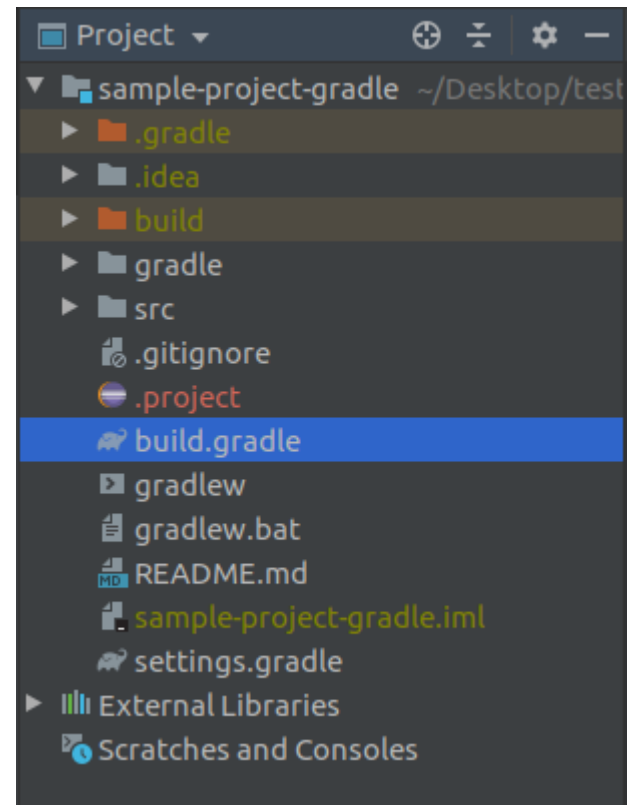 Project
sample-project-gradle ~/Desktop/test
.gradle
.idea
build
gradle
src
.gitignore
.project
build.gradle
gradlew
gradlew.bat
MD README.md
sample-project-gradle.iml
settings.gradle
External Libraries
Scratches and Consoles